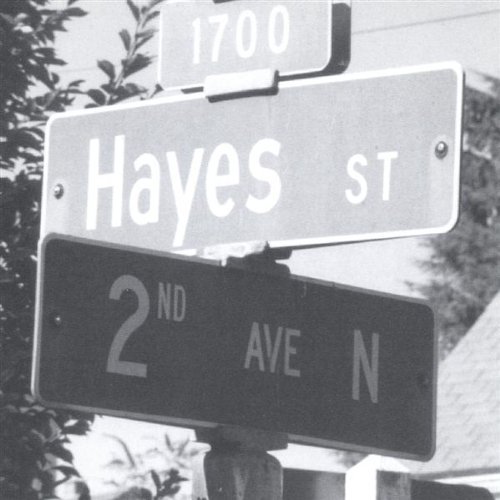 1700
Hayes ST
2ND AVE N